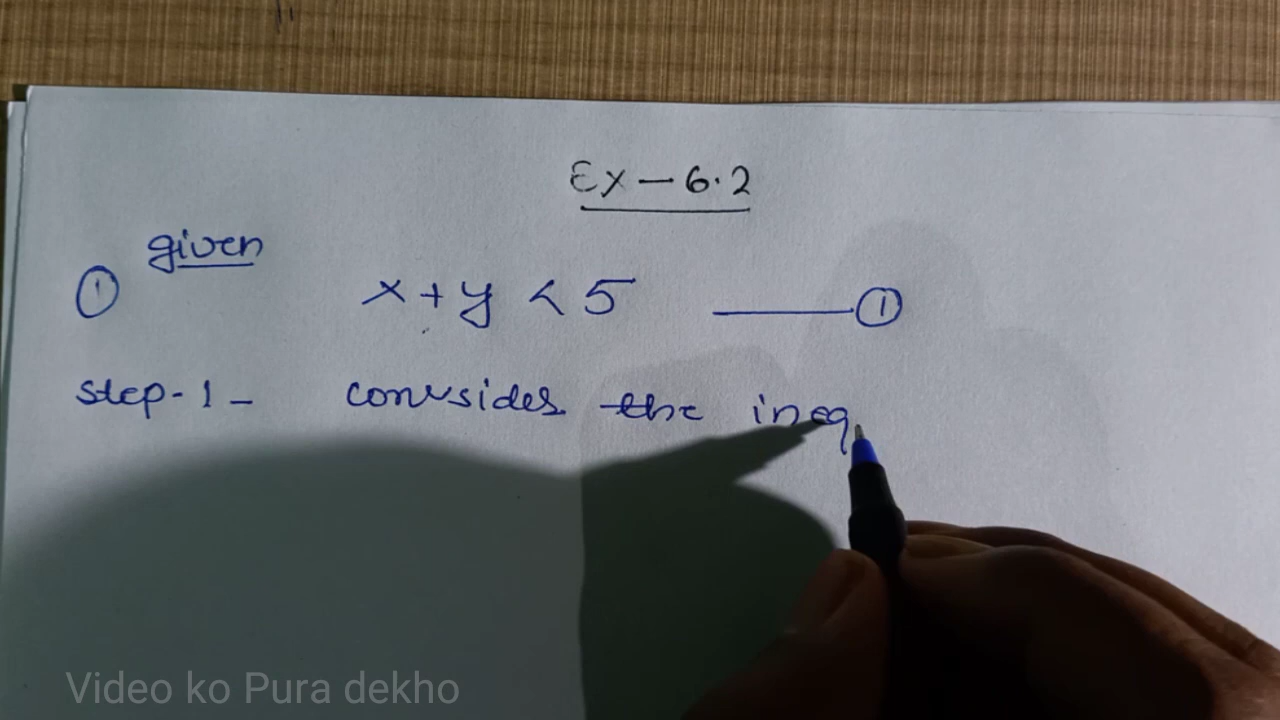 Ex - 6.2
given
① x + y < 5 ——— ①
step-1 - consider the ineq
Video ko Pura dekho